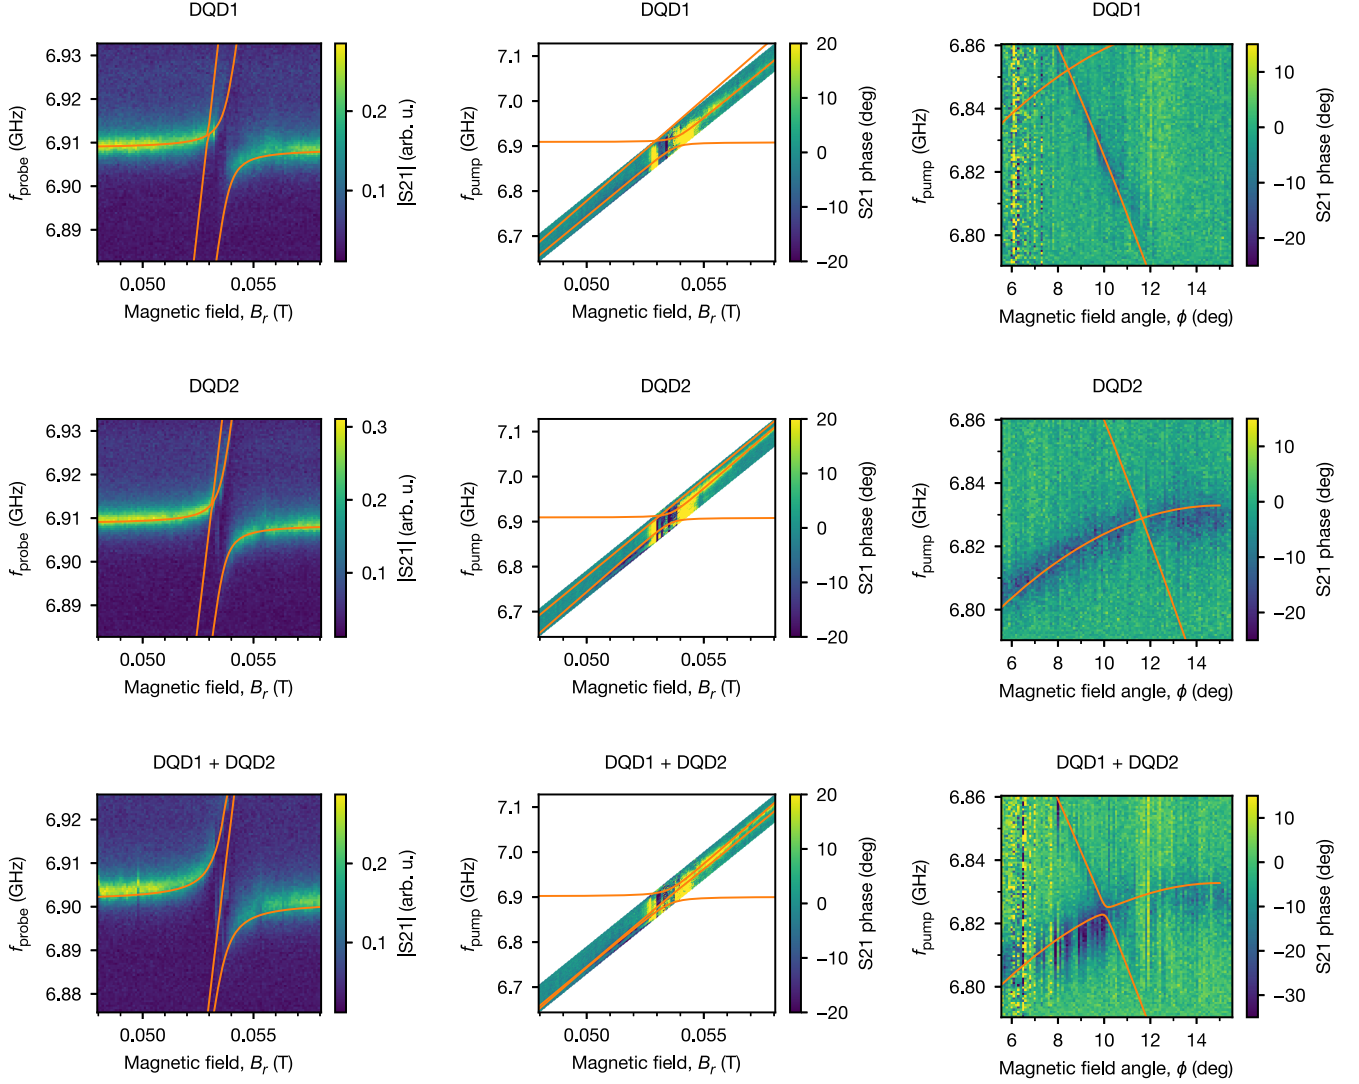 DQD1
6.93
6.92
6.91
6.90
6.89
0.050
0.055
Magnetic field, B_r (T)
f_probe (GHz)
0.2
0.1
|S21| (arb. u.)
DQD1
7.1
7.0
6.9
6.8
6.7
0.050
0.055
Magnetic field, B_r (T)
f_pump (GHz)
20
10
0
−10
−20
S21 phase (deg)
DQD1
6.86
6.84
6.82
6.80
6
8
10
12
14
Magnetic field angle, ϕ (deg)
f_pump (GHz)
10
0
−10
−20
S21 phase (deg)
DQD2
6.93
6.92
6.91
6.90
6.89
0.050
0.055
Magnetic field, B_r (T)
f_probe (GHz)
0.3
0.2
0.1
|S21| (arb. u.)
DQD2
7.1
7.0
6.9
6.8
6.7
0.050
0.055
Magnetic field, B_r (T)
f_pump (GHz)
20
10
0
−10
−20
S21 phase (deg)
DQD2
6.86
6.84
6.82
6.80
6
8
10
12
14
Magnetic field angle, ϕ (deg)
f_pump (GHz)
10
0
−10
−20
S21 phase (deg)
DQD1 + DQD2
6.92
6.91
6.90
6.89
6.88
0.050
0.055
Magnetic field, B_r (T)
f_probe (GHz)
0.2
0.1
|S21| (arb. u.)
DQD1 + DQD2
7.1
7.0
6.9
6.8
6.7
0.050
0.055
Magnetic field, B_r (T)
f_pump (GHz)
20
10
0
−10
−20
S21 phase (deg)
DQD1 + DQD2
6.86
6.84
6.82
6.80
6
8
10
12
14
Magnetic field angle, ϕ (deg)
f_pump (GHz)
10
0
−10
−20
−30
S21 phase (deg)